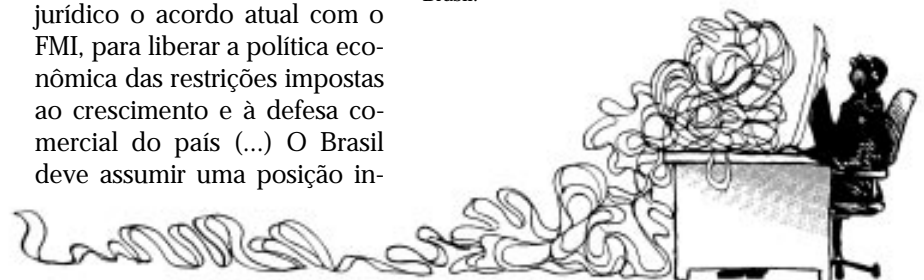 jurídico o acordo atual com o
FMI, para liberar a política eco-
nômica das restrições impostas
ao crescimento e à defesa co-
mercial do país (...) O Brasil
deve assumir uma posição in-
Brasil.